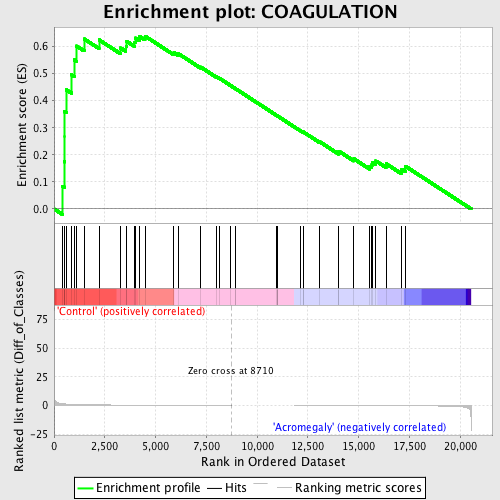 Enrichment plot: COAGULATION
Enrichment score (ES)
0.6
0.5
0.4
0.3
0.2
0.1
0.0
'Control' (positively correlated)
Ranked list metric (Diff_of_Classes)
75
50
25
0
-25
Zero cross at 8710
'Acromegaly' (negatively correlated)
0 2,500 5,000 7,500 10,000 12,500 15,000 17,500 20,000
Rank in Ordered Dataset
Enrichment profile Hits Ranking metric scores